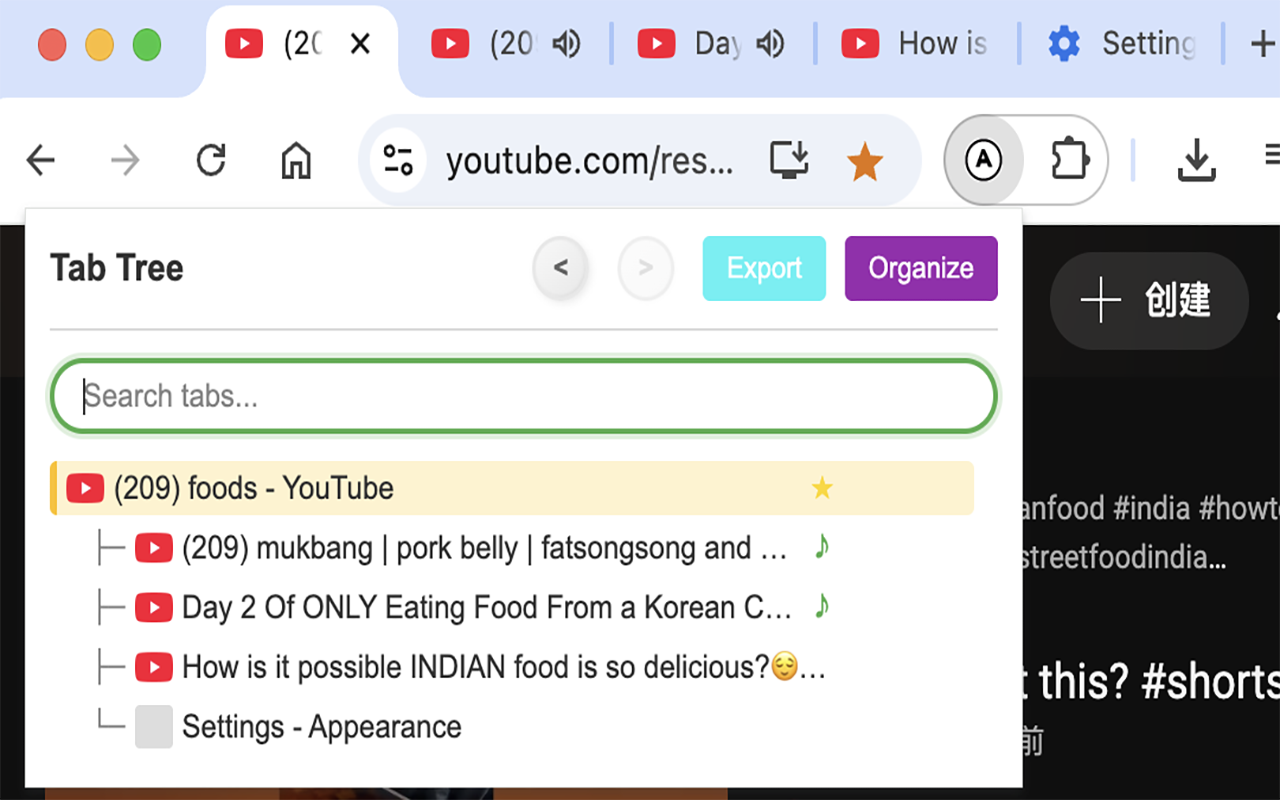 (20
(20
Day
How is
Setting
youtube.com/res...
A
Tab Tree
<
>
Export
Organize
创建
Search tabs...
(209) foods - YouTube
(209) mukbang | pork belly | fatsongsong and ...
Day 2 Of ONLY Eating Food From a Korean C...
How is it possible INDIAN food is so delicious?😌...
Settings - Appearance
anfood #india #howto
streetfoodindia...
t this? #shorts
前